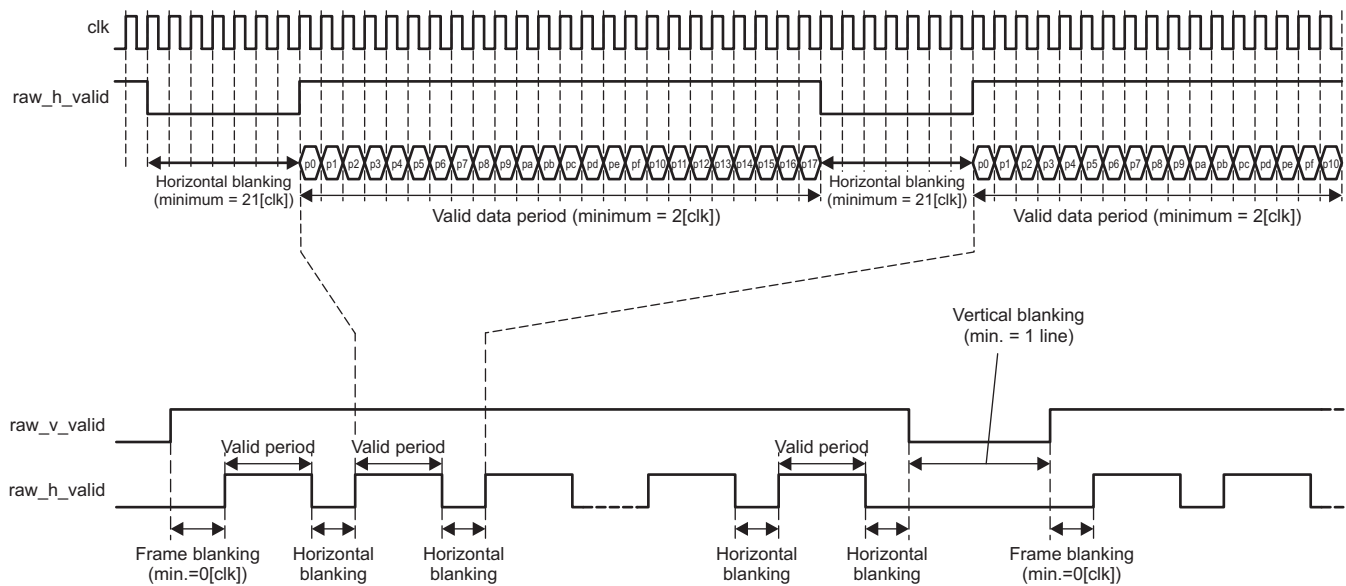 clk
raw_h_valid
p0 p1 p2 p3 p4 p5 p6 p7 p8 p9 pa pb pc pd pe pf p10 p11 p12 p13 p14 p15 p16 p17
p0 p1 p2 p3 p4 p5 p6 p7 p8 p9 pa pb pc pd pe pf p10
Horizontal blanking
(minimum = 21[clk])
Valid data period (minimum = 2[clk])
Horizontal blanking
(minimum = 21[clk])
Valid data period (minimum = 2[clk])
Vertical blanking
(min. = 1 line)
raw_v_valid
Valid period
Valid period
Valid period
raw_h_valid
Frame blanking
(min.=0[clk])
Horizontal
blanking
Horizontal
blanking
Horizontal
blanking
Horizontal
blanking
Frame blanking
(min.=0[clk])